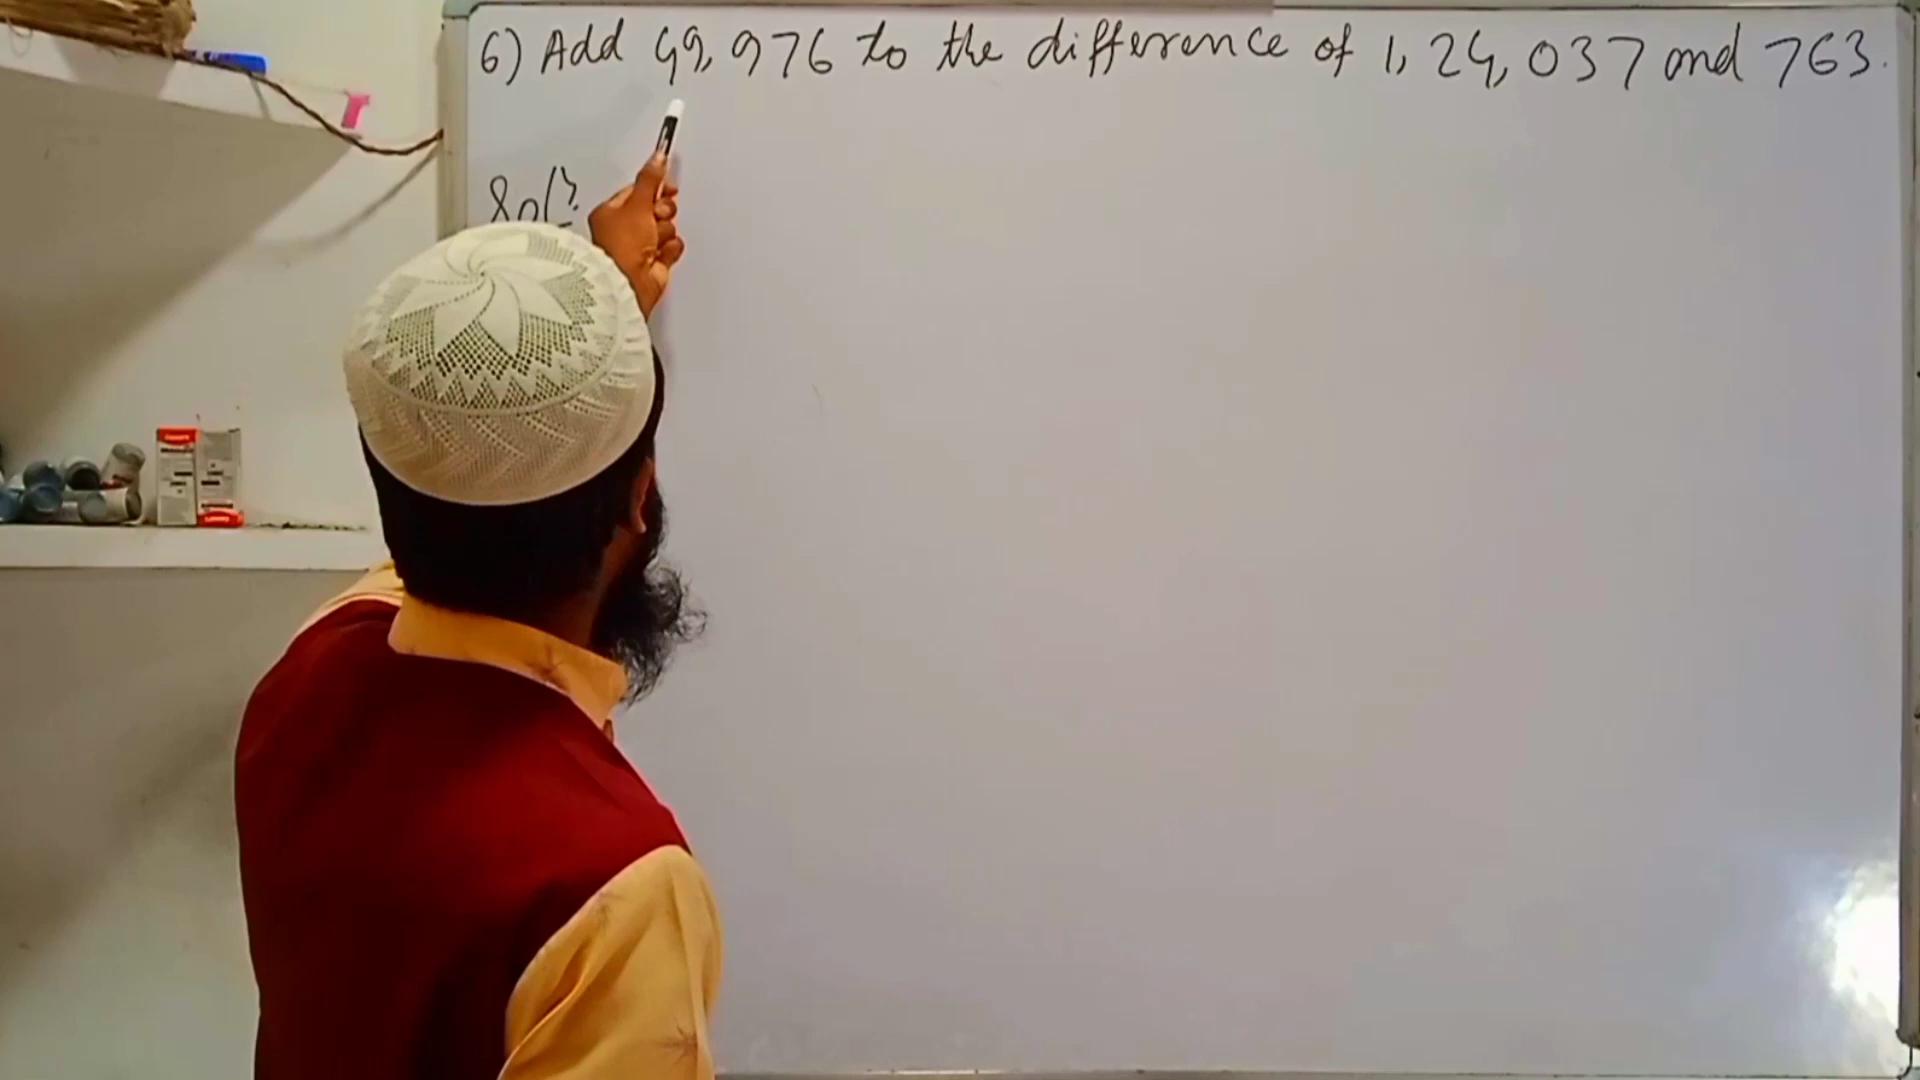 6) Add 49,976 to the difference of 1,24,037 and 763.
Sol: